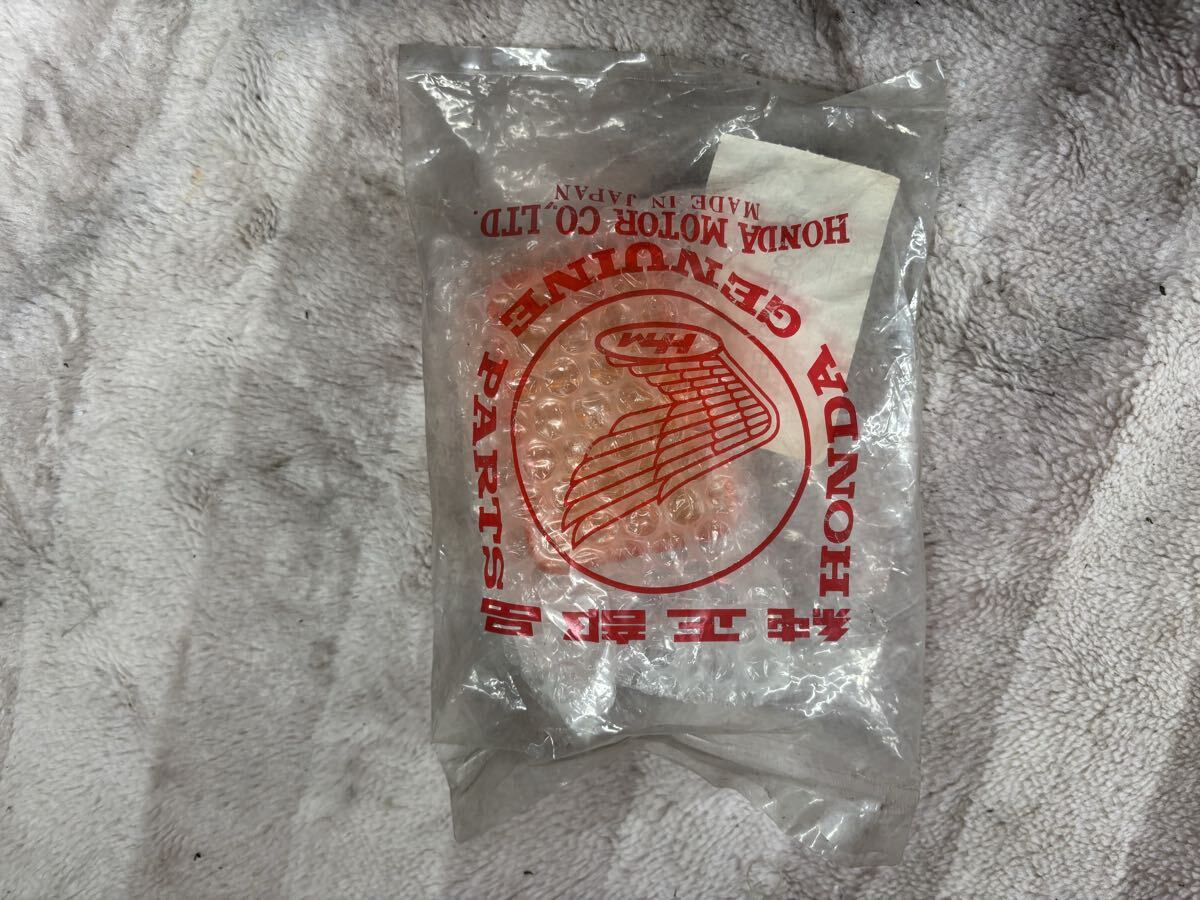 純正部品
HONDA GENUINE PARTS
HM
HONDA MOTOR CO., LTD.
MADE IN JAPAN